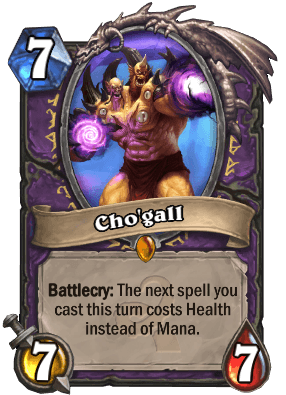 7
Cho'gall
Battlecry: The next spell you
cast this turn costs Health
instead of Mana.
7 7